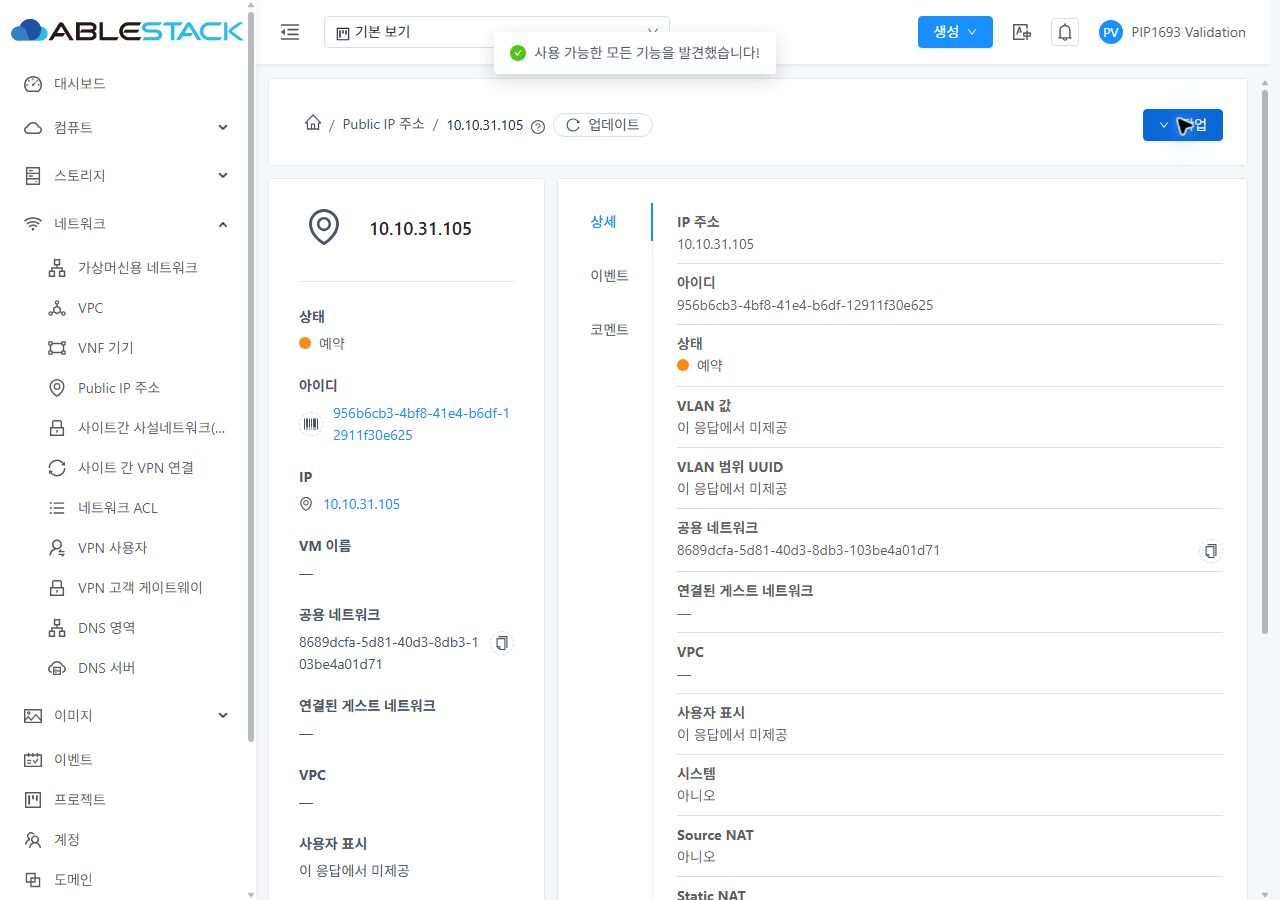 ABLESTACK
기본 보기
생성
PV
PIP1693 Validation
사용 가능한 모든 기능을 발견했습니다!
대시보드
컴퓨트
스토리지
네트워크
가상머신용 네트워크
VPC
VNF 기기
Public IP 주소
사이트간 사설네트워크(...
사이트 간 VPN 연결
네트워크 ACL
VPN 사용자
VPN 고객 게이트웨이
DNS 영역
DNS 서버
이미지
이벤트
프로젝트
계정
도메인
/ Public IP 주소 / 10.10.31.105
업데이트
10.10.31.105
상태
예약
아이디
956b6cb3-4bf8-41e4-b6df-1
2911f30e625
IP
10.10.31.105
VM 이름
—
공용 네트워크
8689dcfa-5d81-40d3-8db3-1
03be4a01d71
연결된 게스트 네트워크
—
VPC
—
사용자 표시
이 응답에서 미제공
상세
이벤트
코멘트
IP 주소
10.10.31.105
아이디
956b6cb3-4bf8-41e4-b6df-12911f30e625
상태
예약
VLAN 값
이 응답에서 미제공
VLAN 범위 UUID
이 응답에서 미제공
공용 네트워크
8689dcfa-5d81-40d3-8db3-103be4a01d71
연결된 게스트 네트워크
—
VPC
—
사용자 표시
이 응답에서 미제공
시스템
아니오
Source NAT
아니오
Static NAT